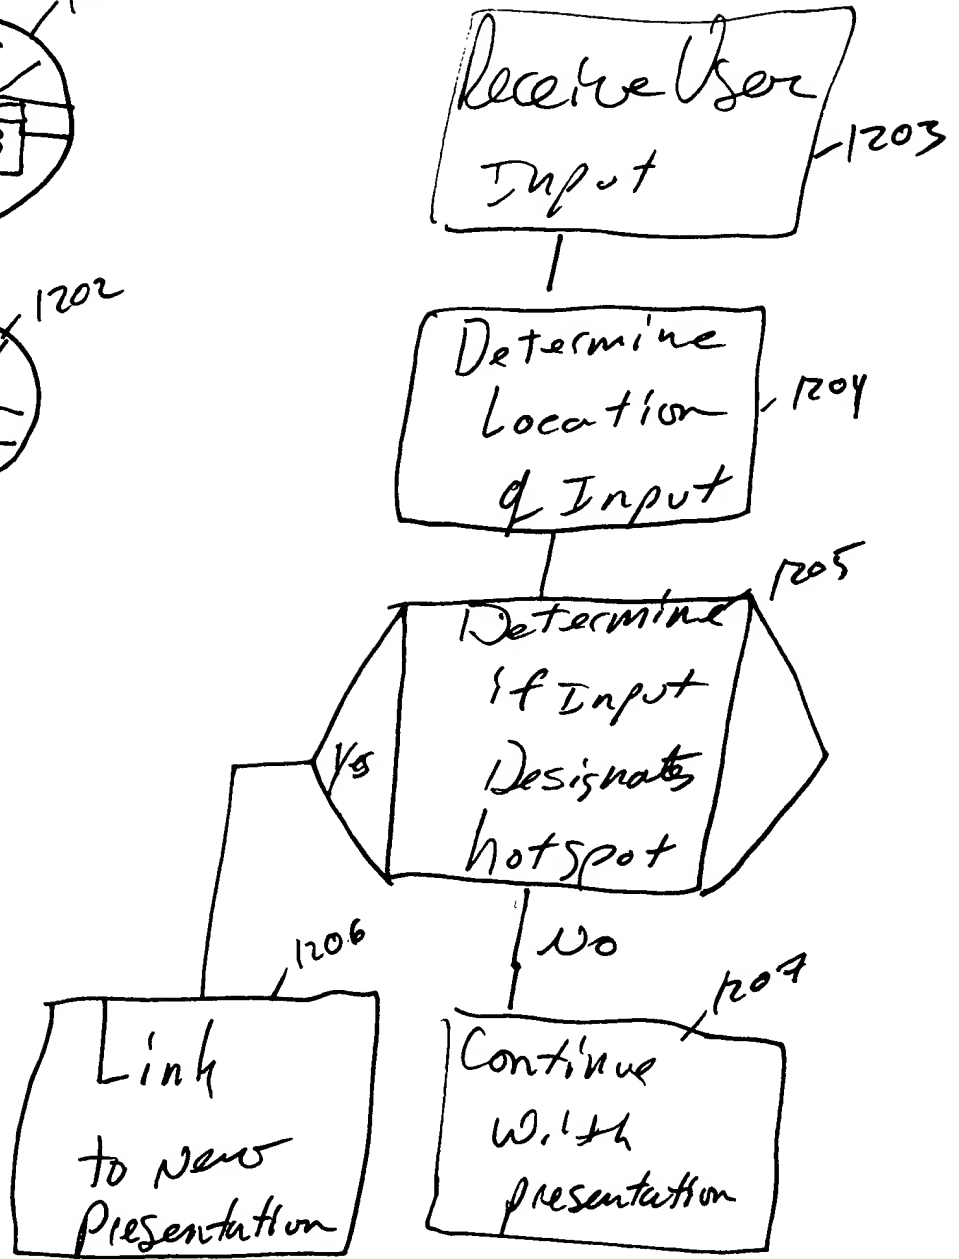 Receive User
Input
1203
1202
Determine
Location
of Input
1204
1205
Determine
if Input
Designates
hotspot
Yes
No
1206
Link
to New
Presentation
1207
Continue
with
presentation